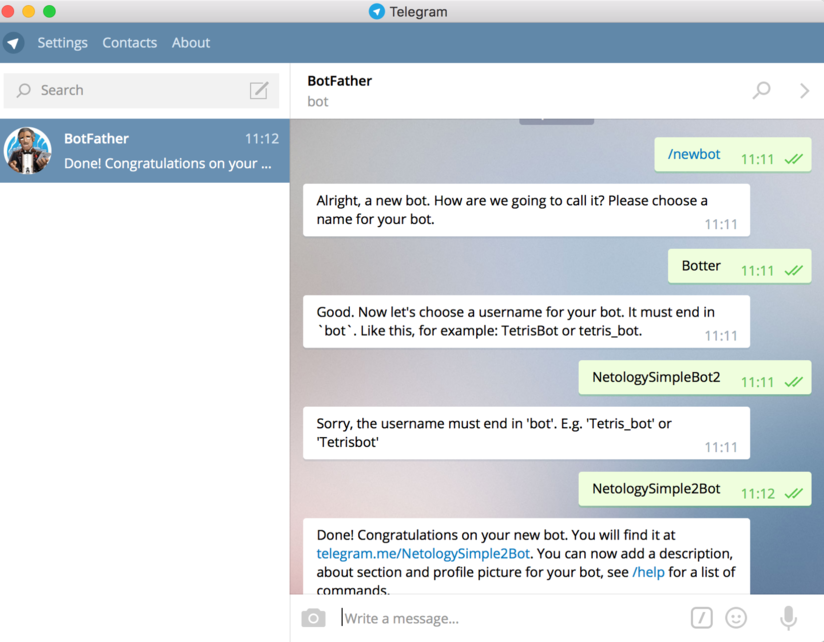 Telegram
Settings Contacts About
Search
BotFather 11:12
Done! Congratulations on your ...
BotFather
bot
/newbot 11:11
Alright, a new bot. How are we going to call it? Please choose a
name for your bot.
11:11
Botter 11:11
Good. Now let's choose a username for your bot. It must end in
`bot`. Like this, for example: TetrisBot or tetris_bot.
11:11
NetologySimpleBot2 11:11
Sorry, the username must end in 'bot'. E.g. 'Tetris_bot' or
'Tetrisbot'
11:11
NetologySimple2Bot 11:12
Done! Congratulations on your new bot. You will find it at
telegram.me/NetologySimple2Bot. You can now add a description,
about section and profile picture for your bot, see /help for a list of
commands.
Write a message...